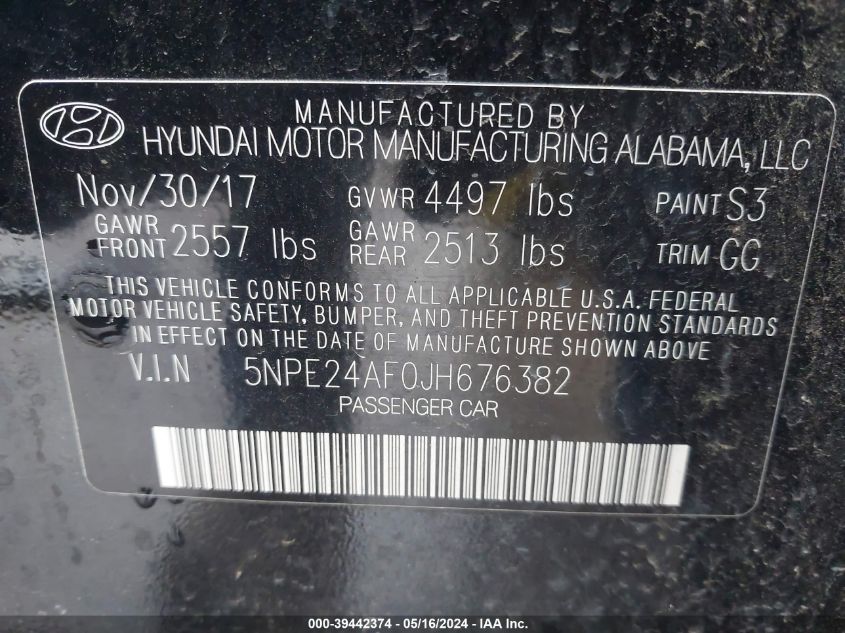 MANUFACTURED BY
HYUNDAI MOTOR MANUFACTURING ALABAMA, LLC
Nov/30/17 GVWR 4497 lbs PAINT S3
GAWR FRONT 2557 lbs GAWR REAR 2513 lbs TRIM GG
THIS VEHICLE CONFORMS TO ALL APPLICABLE U.S.A. FEDERAL
MOTOR VEHICLE SAFETY, BUMPER, AND THEFT PREVENTION STANDARDS
IN EFFECT ON THE DATE OF MANUFACTURE SHOWN ABOVE.
V.I.N 5NPE24AF0JH676382
PASSENGER CAR
000-39442374 - 05/16/2024 - IAA Inc.